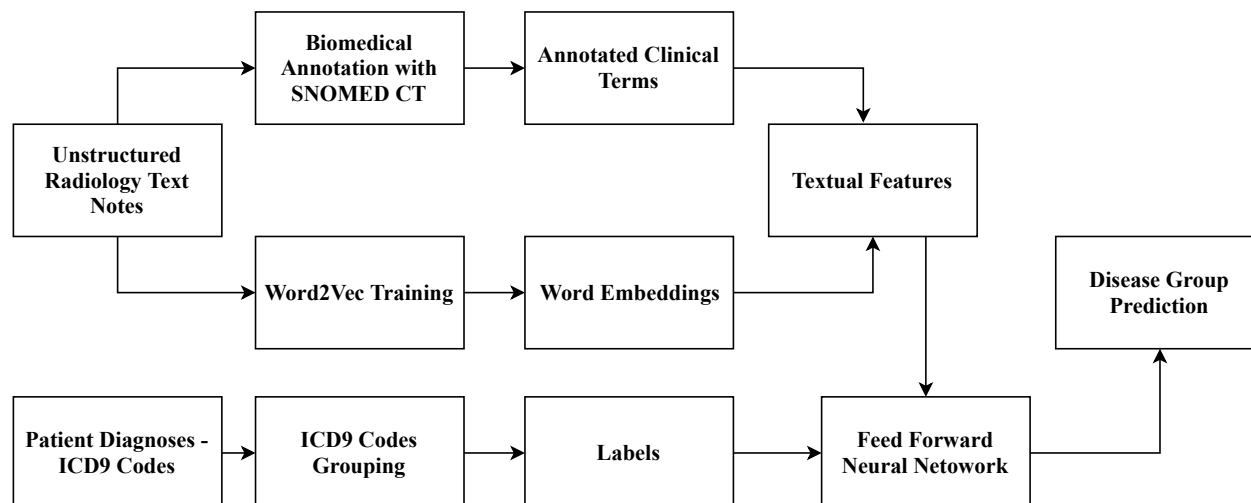 Biomedical
Annotation with
SNOMED CT
Annotated Clinical
Terms
Unstructured
Radiology Text
Notes
Textual Features
Word2Vec Training
Word Embeddings
Disease Group
Prediction
Patient Diagnoses -
ICD9 Codes
ICD9 Codes
Grouping
Labels
Feed Forward
Neural Netowork